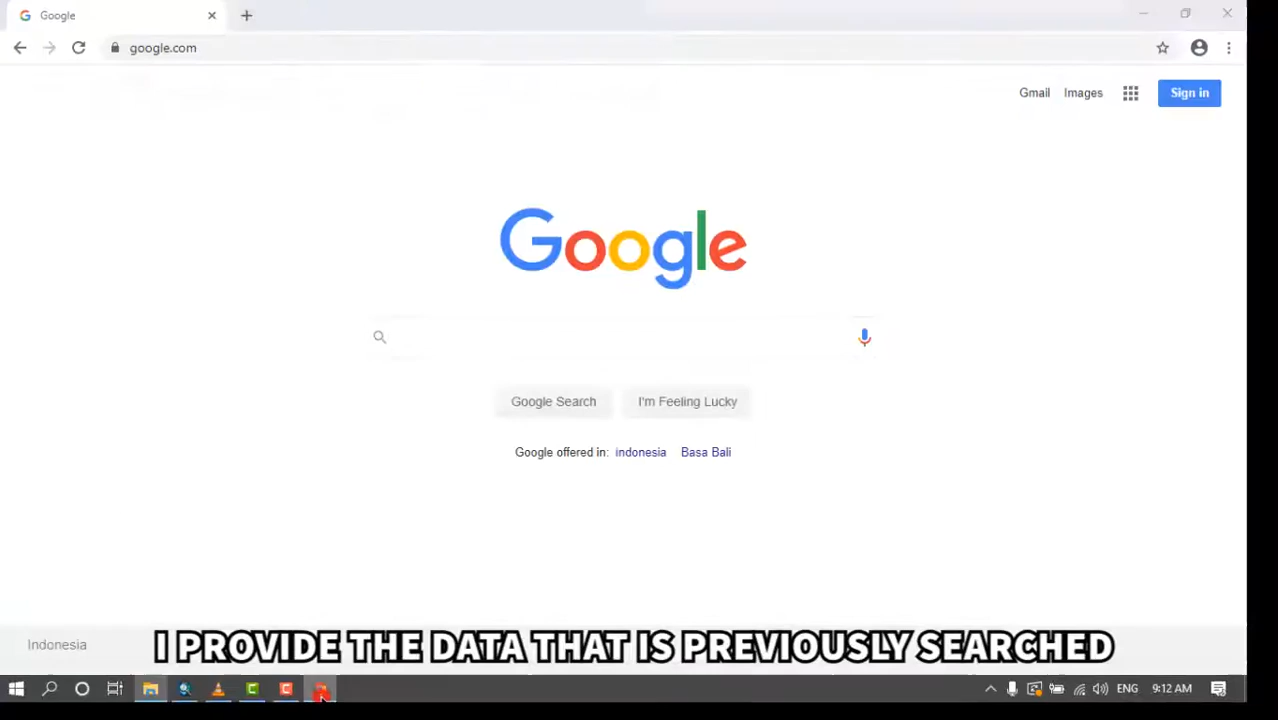 Google
google.com
Gmail Images Sign in
Google
Google Search I'm Feeling Lucky
Google offered in: indonesia Basa Bali
Indonesia
I PROVIDE THE DATA THAT IS PREVIOUSLY SEARCHED
ENG 9:12 AM